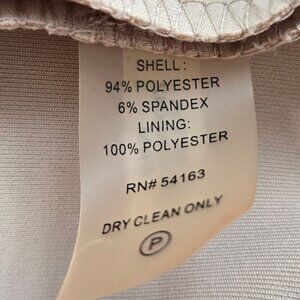 SHELL:
94% POLYESTER
6% SPANDEX
LINING:
100% POLYESTER
RN# 54163
DRY CLEAN ONLY
P